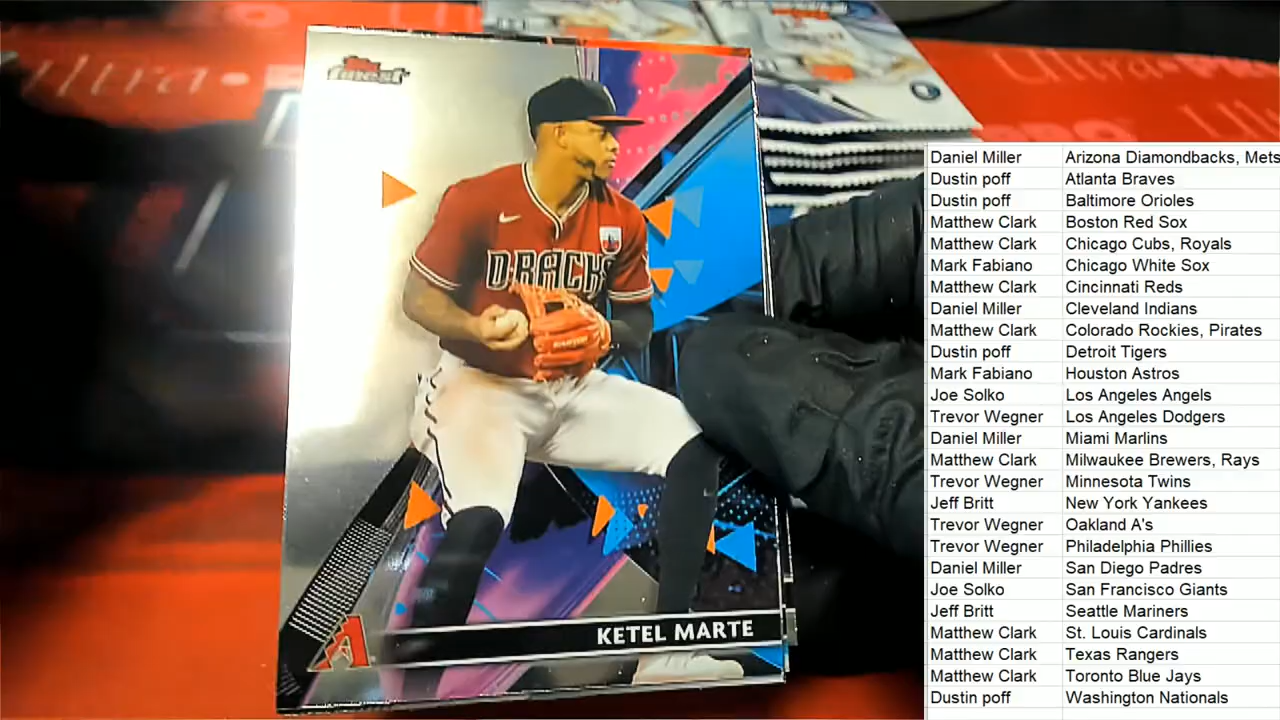 Finest
Ultra • PRO
Ultra • PRO
D-BACKS
KETEL MARTE
Daniel Miller Arizona Diamondbacks, Mets
Dustin poff Atlanta Braves
Dustin poff Baltimore Orioles
Matthew Clark Boston Red Sox
Matthew Clark Chicago Cubs, Royals
Mark Fabiano Chicago White Sox
Matthew Clark Cincinnati Reds
Daniel Miller Cleveland Indians
Matthew Clark Colorado Rockies, Pirates
Dustin poff Detroit Tigers
Mark Fabiano Houston Astros
Joe Solko Los Angeles Angels
Trevor Wegner Los Angeles Dodgers
Daniel Miller Miami Marlins
Matthew Clark Milwaukee Brewers, Rays
Trevor Wegner Minnesota Twins
Jeff Britt New York Yankees
Trevor Wegner Oakland A's
Trevor Wegner Philadelphia Phillies
Daniel Miller San Diego Padres
Joe Solko San Francisco Giants
Jeff Britt Seattle Mariners
Matthew Clark St. Louis Cardinals
Matthew Clark Texas Rangers
Matthew Clark Toronto Blue Jays
Dustin poff Washington Nationals